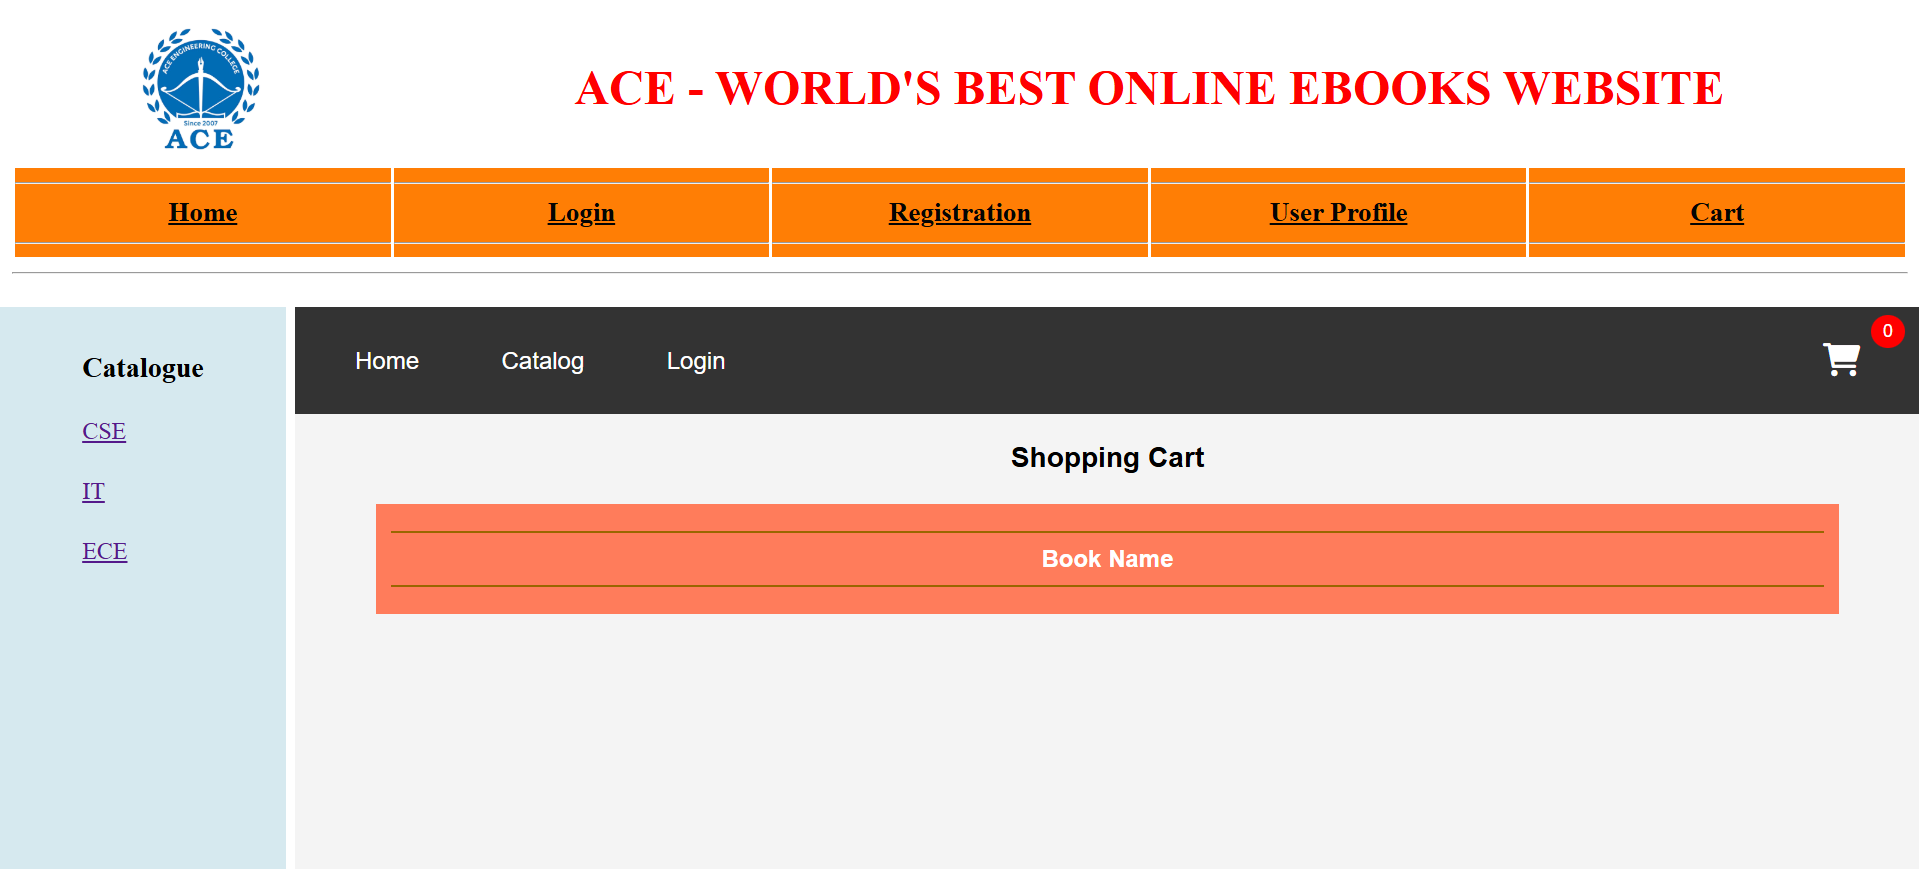 ACE ENGINEERING COLLEGE
Since 2007
ACE
ACE - WORLD'S BEST ONLINE EBOOKS WEBSITE
Home Login Registration User Profile Cart
Catalogue
CSE
IT
ECE
Home Catalog Login 0
Shopping Cart
Book Name